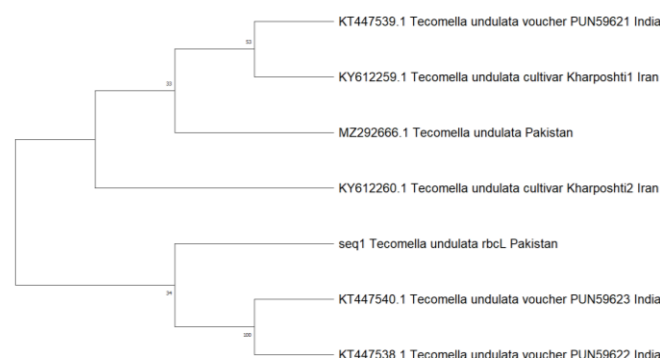 KT447539.1 Tecomella undulata voucher PUN59621 India
KY612259.1 Tecomella undulata cultivar Kharposhti1 Iran
MZ292666.1 Tecomella undulata Pakistan
KY612260.1 Tecomella undulata cultivar Kharposhti2 Iran
seq1 Tecomella undulata rbcL Pakistan
KT447540.1 Tecomella undulata voucher PUN59623 India
KT447538.1 Tecomella undulata voucher PUN59622 India